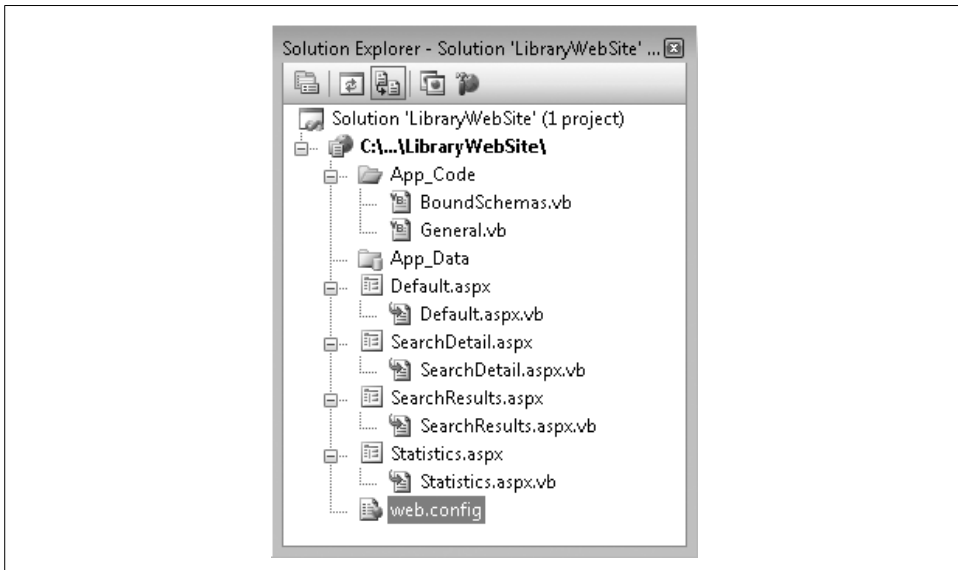 Solution Explorer - Solution 'LibraryWebSite' ...
Solution 'LibraryWebSite' (1 project)
C:\...\LibraryWebSite\
App_Code
BoundSchemas.vb
General.vb
App_Data
Default.aspx
Default.aspx.vb
SearchDetail.aspx
SearchDetail.aspx.vb
SearchResults.aspx
SearchResults.aspx.vb
Statistics.aspx
Statistics.aspx.vb
web.config